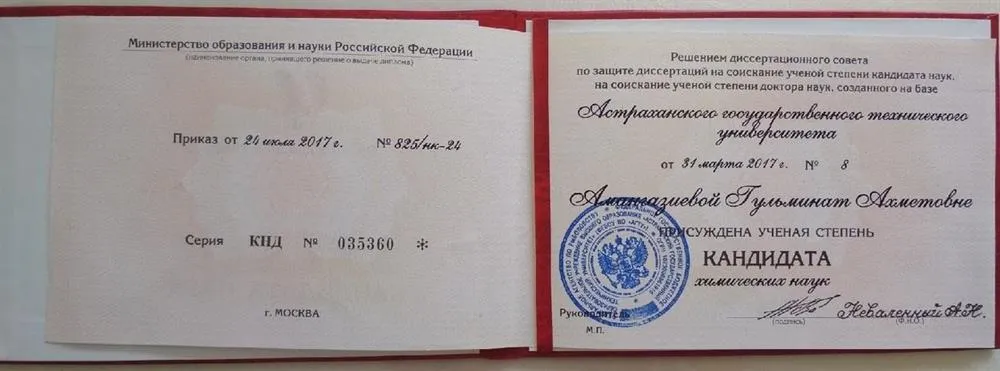 Министерство образования и науки Российской Федерации
(наименование органа, принявшего решение о выдаче диплома)
Приказ от 24 июля 2017 г. № 825/нк-24
Серия КНД № 035360 *
г. МОСКВА
Решением диссертационного совета
по защите диссертаций на соискание ученой степени кандидата наук,
на соискание ученой степени доктора наук, созданного на базе
Астраханского государственного технического
университета
от 31 марта 2017 г. № 8
Амангазиевой Гульминат Ахметовне
ПРИСУЖДЕНА УЧЕНАЯ СТЕПЕНЬ
КАНДИДАТА
химических наук
Руководитель
(подпись)
Неваленный А.Н.
(Ф.И.О.)
М.П.